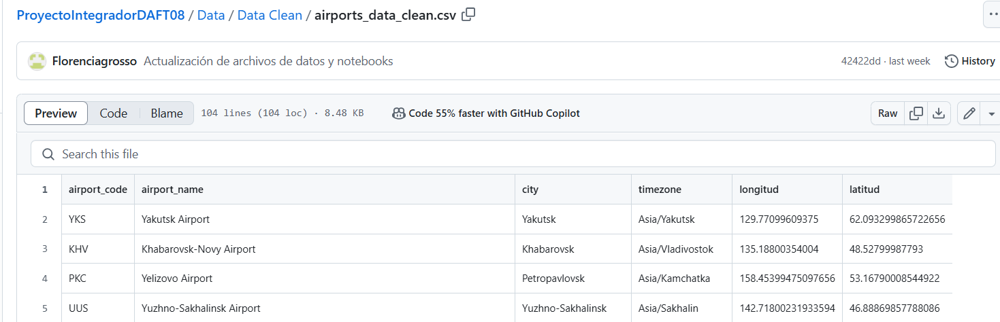 ProyectoIntegradorDAFT08 / Data / Data Clean / airports_data_clean.csv
Florenciagrosso Actualización de archivos de datos y notebooks 42422dd · last week History
Preview Code Blame 104 lines (104 loc) · 8.48 KB Code 55% faster with GitHub Copilot Raw
Search this file
1 airport_code airport_name city timezone longitud latitud
2 YKS Yakutsk Airport Yakutsk Asia/Yakutsk 129.77099609375 62.093299865722656
3 KHV Khabarovsk-Novy Airport Khabarovsk Asia/Vladivostok 135.18800354004 48.52799987793
4 PKC Yelizovo Airport Petropavlovsk Asia/Kamchatka 158.45399475097656 53.16790008544922
5 UUS Yuzhno-Sakhalinsk Airport Yuzhno-Sakhalinsk Asia/Sakhalin 142.71800231933594 46.88869857788086